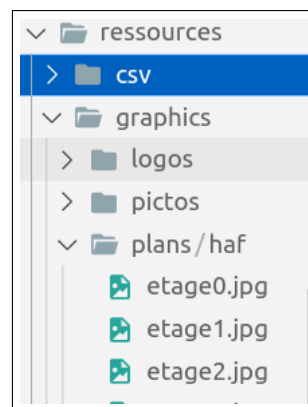 ressources
csv
graphics
logos
pictos
plans/haf
etage0.jpg
etage1.jpg
etage2.jpg